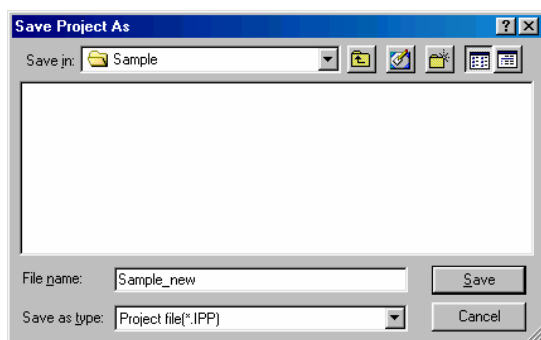 Save Project As
Save in: Sample
File name: Sample_new Save
Save as type: Project file(*.IPP) Cancel